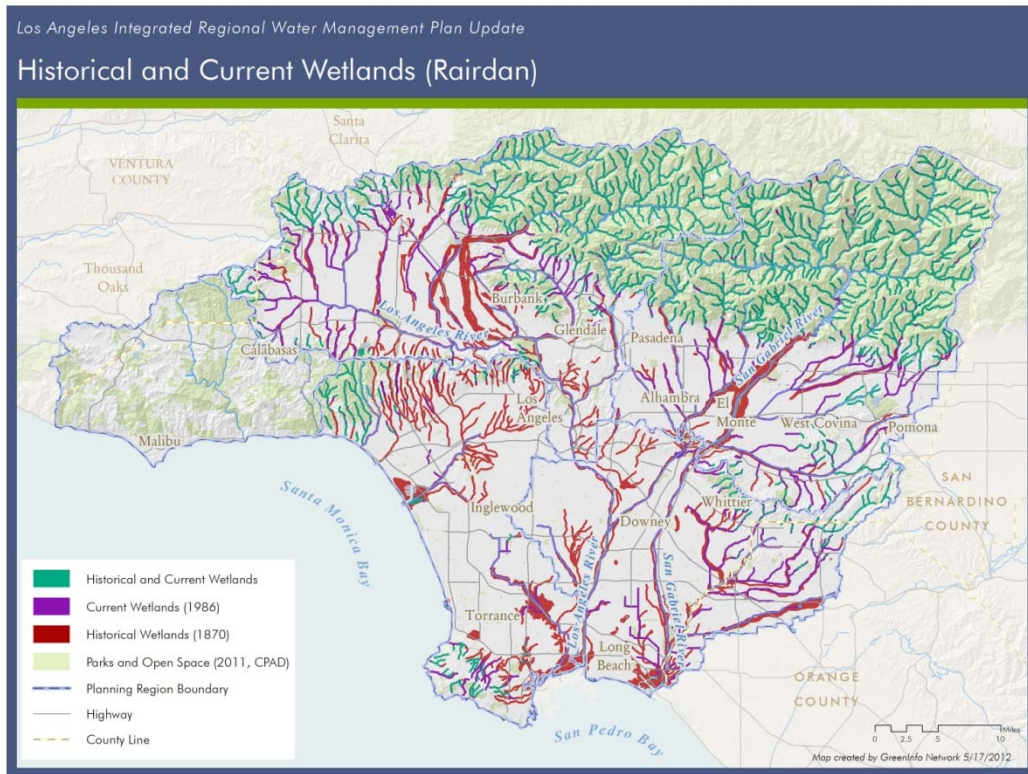 Los Angeles Integrated Regional Water Management Plan Update
Historical and Current Wetlands (Rairdan)
Santa
Clarita
VENTURA
COUNTY
Thousand
Oaks
Burbank
Los Angeles River
Glendale
Pasadena
San Gabriel River
Calabasas
Alhambra
El
Monte
West Covina
Pomona
Los
Angeles
Malibu
SAN
BERNARDINO
COUNTY
Santa Monica Bay
Inglewood
Whittier
Downey
Los Angeles River
San Gabriel River
Torrance
Long
Beach
ORANGE
COUNTY
San Pedro Bay
Historical and Current Wetlands
Current Wetlands (1986)
Historical Wetlands (1870)
Parks and Open Space (2011, CPAD)
Planning Region Boundary
Highway
County Line
Miles
0 2.5 5 10
Map created by GreenInfo Network 5/17/2012